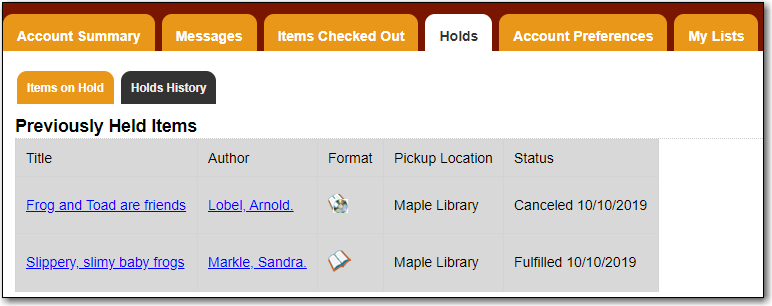 Account Summary Messages Items Checked Out Holds Account Preferences My Lists
Items on Hold Holds History
Previously Held Items
Title Author Format Pickup Location Status
Frog and Toad are friends Lobel, Arnold. Maple Library Canceled 10/10/2019
Slippery, slimy baby frogs Markle, Sandra. Maple Library Fulfilled 10/10/2019